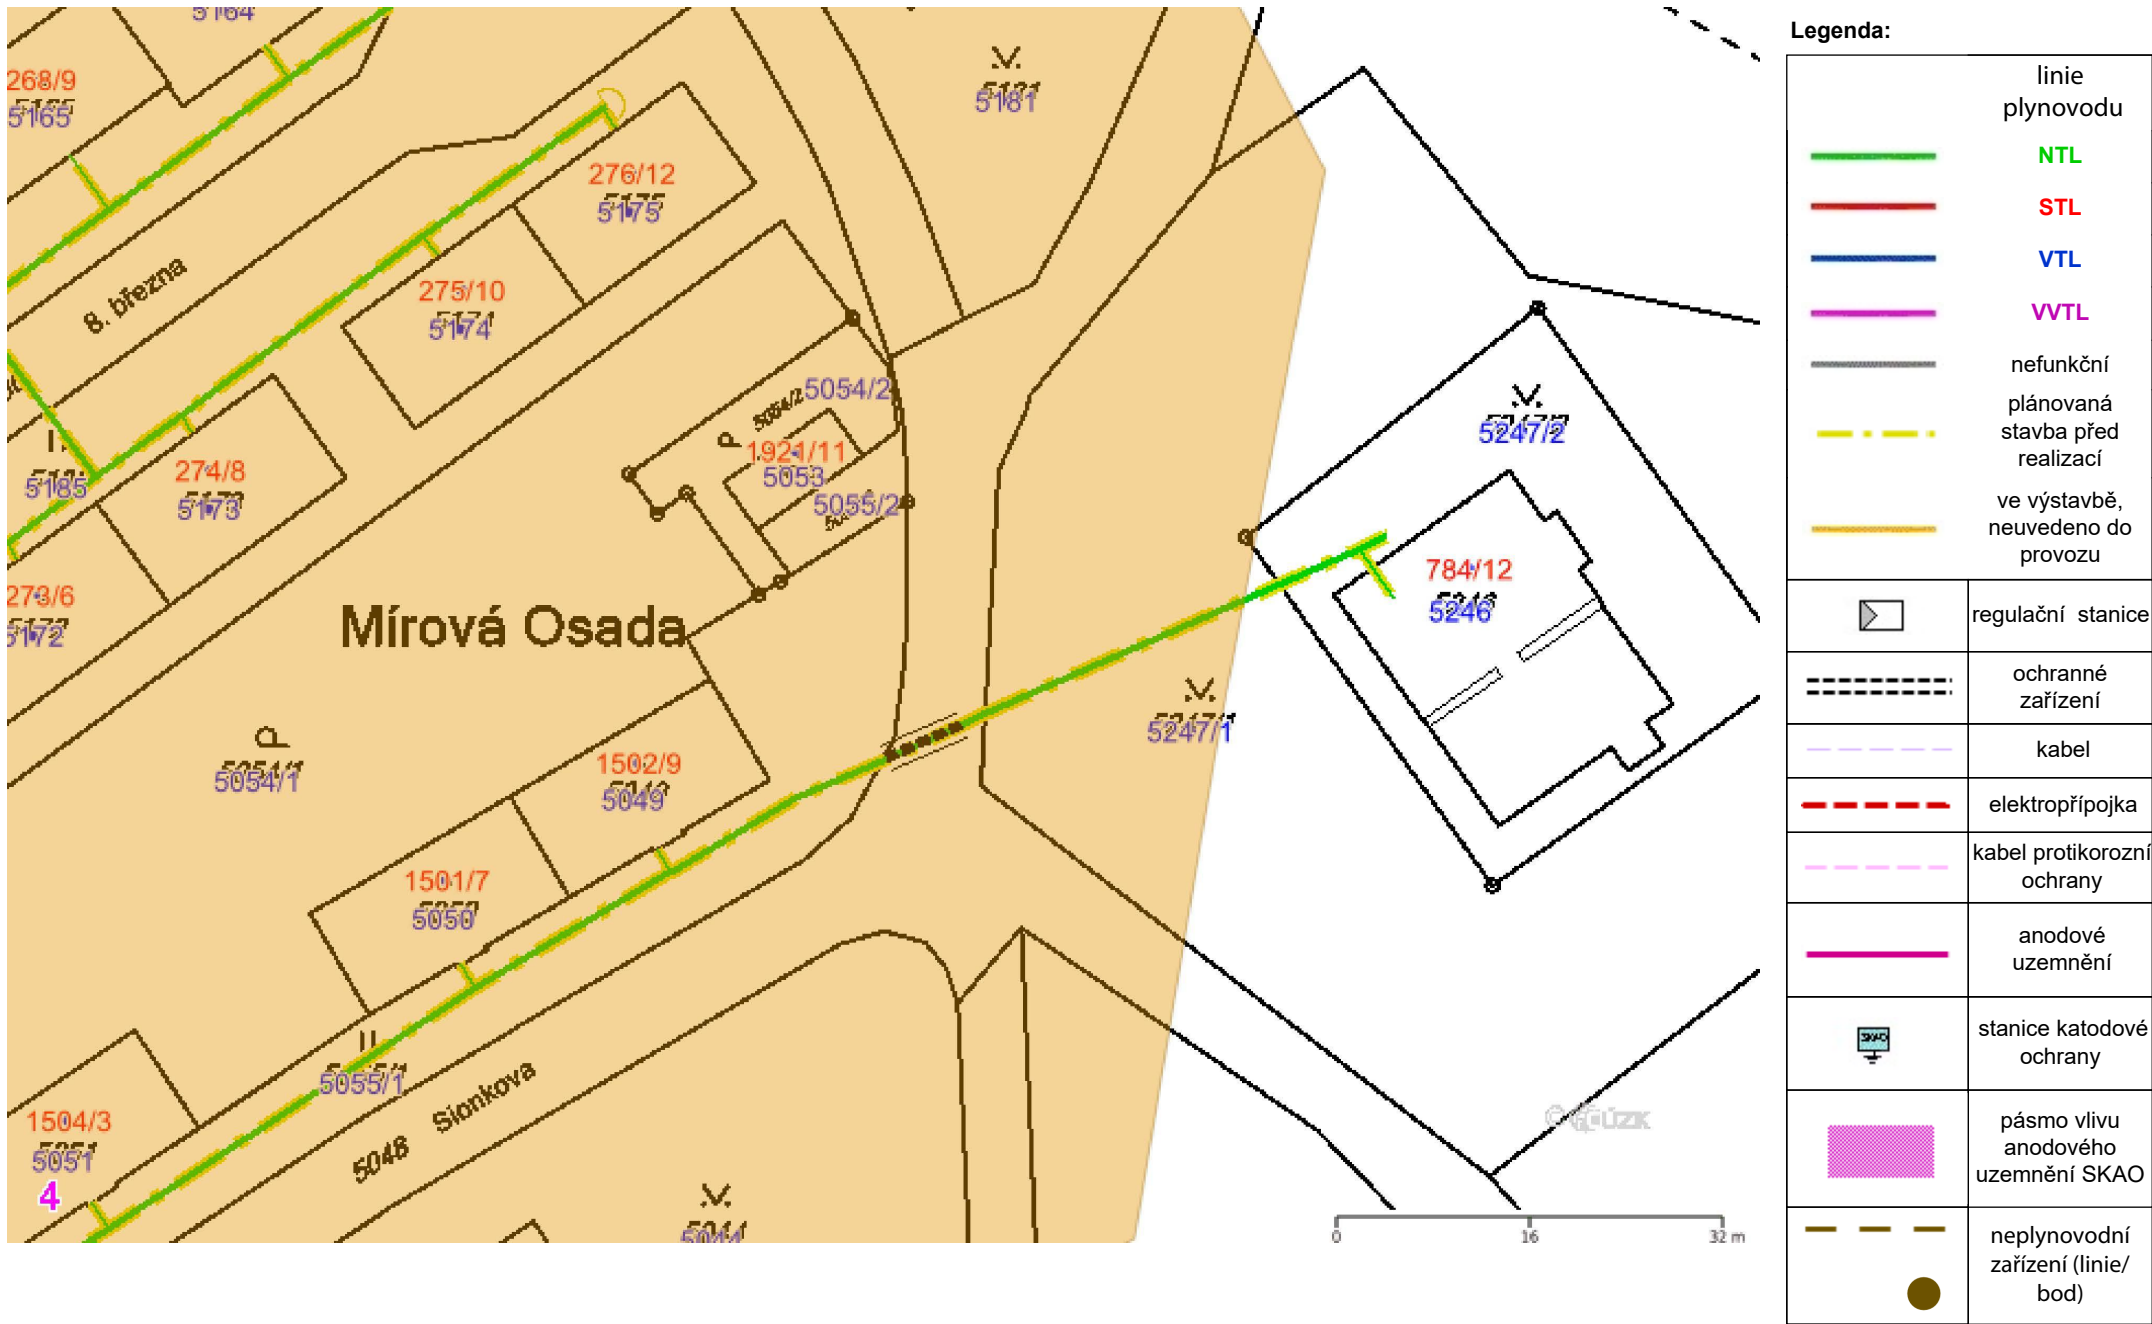 5164
268/9
5165
5181
276/12
5175
8. března
275/10
5174
5054/2
5054/2
P
1921/11
5053
5055/2
5247/2
5185
274/8
5173
273/6
5172
Mírová Osada
784/12
5246
P
5054/1
5247/1
1502/9
5049
1501/7
5050
5055/1
5048 Sionkova
1504/3
5051
4
5044
0 16 32 m
Legenda:
linie
plynovodu
NTL
STL
VTL
VVTL
nefunkční
plánovaná
stavba před
realizací
ve výstavbě,
neuvedeno do
provozu
regulační stanice
ochranné
zařízení
kabel
elektropřípojka
kabel protikorozní
ochrany
anodové
uzemnění
SKAO
stanice katodové
ochrany
pásmo vlivu
anodového
uzemnění SKAO
neplynovodní
zařízení (linie/
bod)